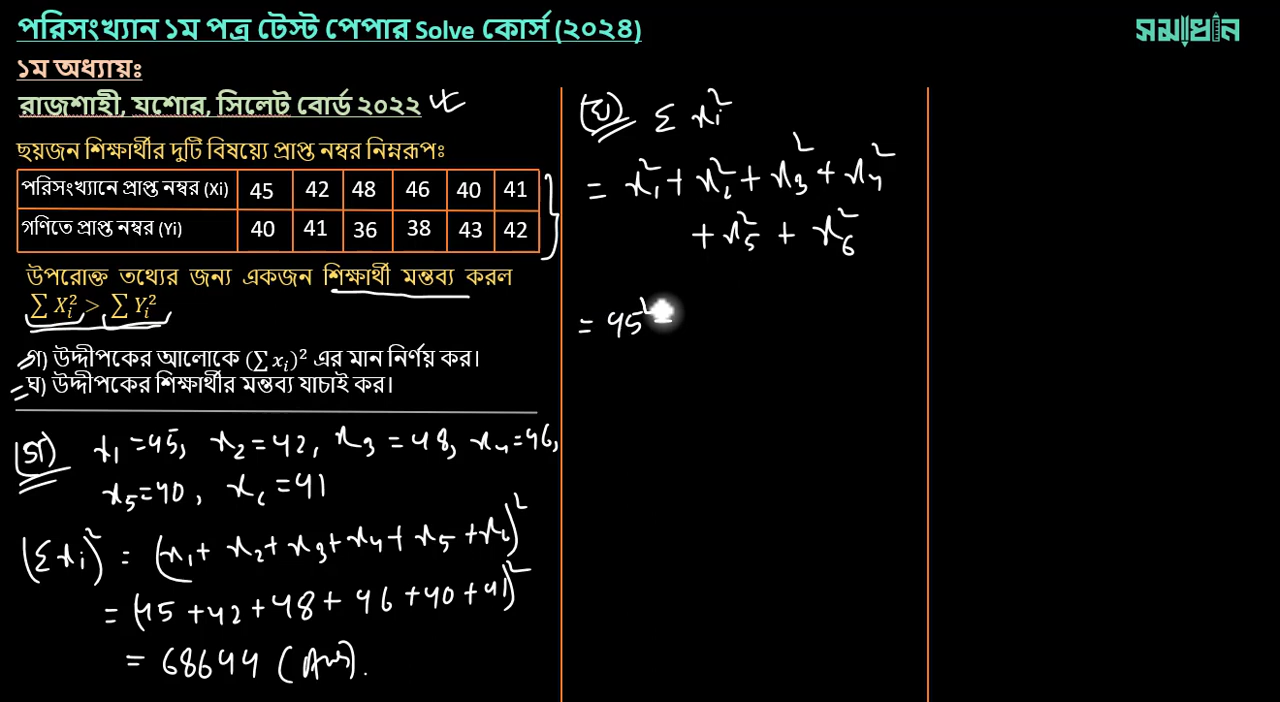 পরিসংখ্যান ১ম পত্র টেস্ট পেপার Solve কোর্স (২০২৪)
সমাধান
১ম অধ্যায়ঃ
রাজশাহী, যশোর, সিলেট বোর্ড ২০২২
ছয়জন শিক্ষার্থীর দুটি বিষয়্যে প্রাপ্ত নম্বর নিম্নরূপঃ
পরিসংখ্যানে প্রাপ্ত নম্বর (Xi) 45 42 48 46 40 41
গণিতে প্রাপ্ত নম্বর (Yi) 40 41 36 38 43 42
উপরোক্ত তথ্যের জন্য একজন শিক্ষার্থী মন্তব্য করল
∑ Xᵢ² > ∑ Yᵢ²
গ) উদ্দীপকের আলোকে (∑ xᵢ)² এর মান নির্ণয় কর।
ঘ) উদ্দীপকের শিক্ষার্থীর মন্তব্য যাচাই কর।
(গ) x₁ = 45, x₂ = 42, x₃ = 48, x₄ = 46,
x₅ = 40, x₆ = 41
(Σxᵢ)² = (x₁ + x₂ + x₃ + x₄ + x₅ + x₆)²
= (45 + 42 + 48 + 46 + 40 + 41)²
= 68644 (Ans).
(ঘ) Σ xᵢ²
= x₁² + x₂² + x₃² + x₄²
+ x₅² + x₆²
= 45²